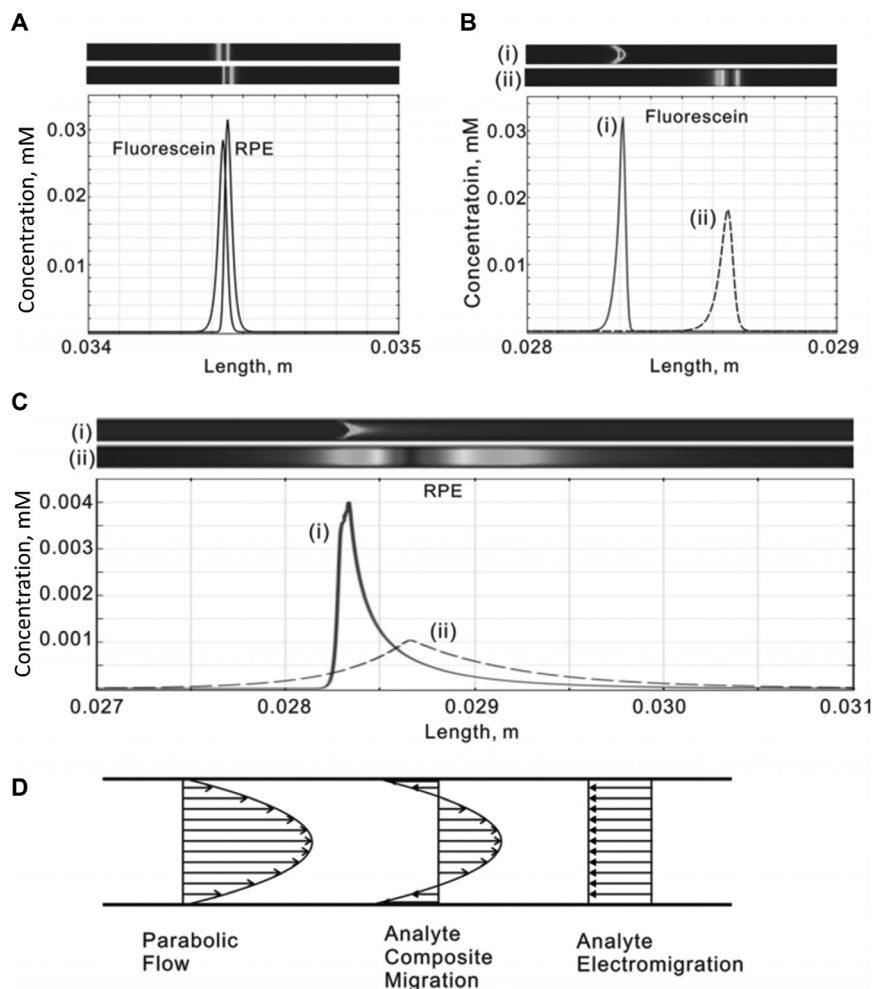 A
Concentration, mM
0.03
0.02
0.01
Fluorescein
RPE
0.034
0.035
Length, m
B
(i)
(ii)
Concentratoin, mM
0.03
0.02
0.01
(i)
Fluorescein
(ii)
0.028
0.029
Length, m
C
(i)
(ii)
Concentration, mM
0.004
0.003
0.002
0.001
RPE
(i)
(ii)
0.027
0.028
0.029
0.030
0.031
Length, m
D
Parabolic
Flow
Analyte
Composite
Migration
Analyte
Electromigration